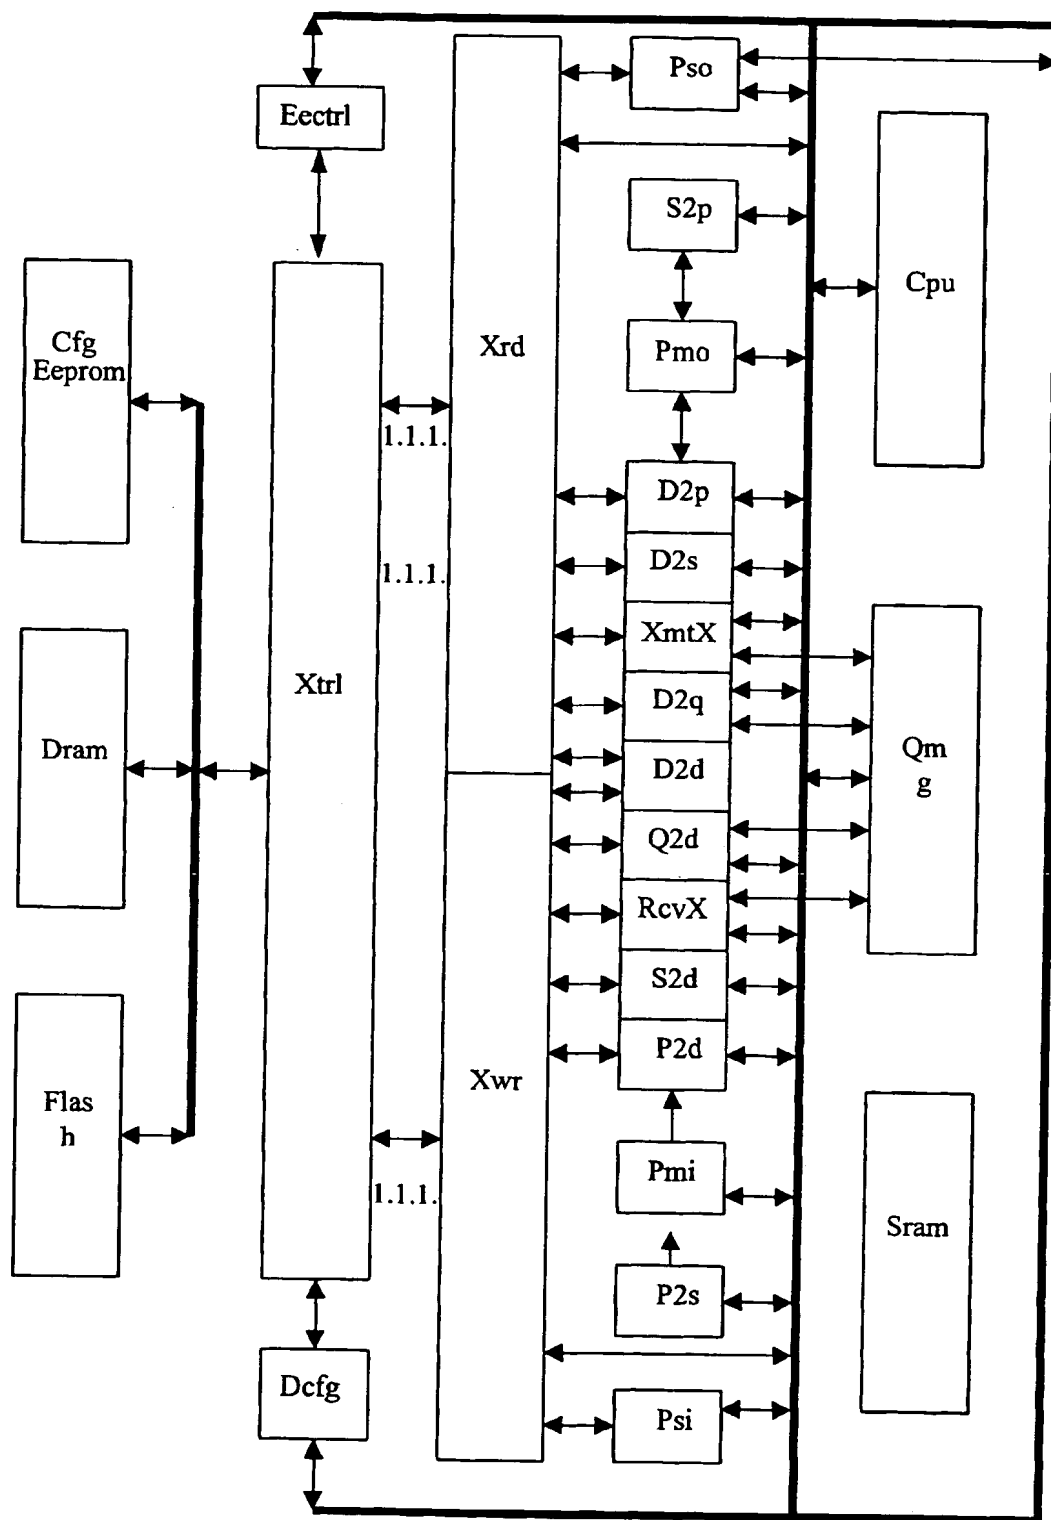 Pso
Eectrl
S2p
Cpu
Cfg
Eeprom
Xrd
Pmo
1.1.1.
D2p
D2s
1.1.1.
XmtX
Xtrl
D2q
Dram
D2d
Qm
g
Q2d
RcvX
S2d
P2d
Xwr
Flas
h
Pmi
1.1.1.
Sram
P2s
Dcfg
Psi